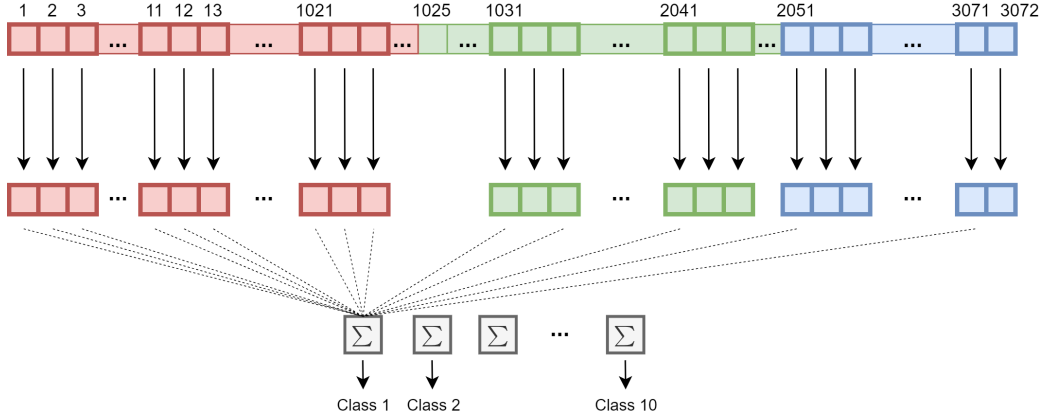 1 2 3 11 12 13 1021 1025 1031 2041 2051 3071 3072
... ... ... ... ... ... ...
... ... ... ...
∑ ∑ ∑ ... ∑
Class 1 Class 2 Class 10